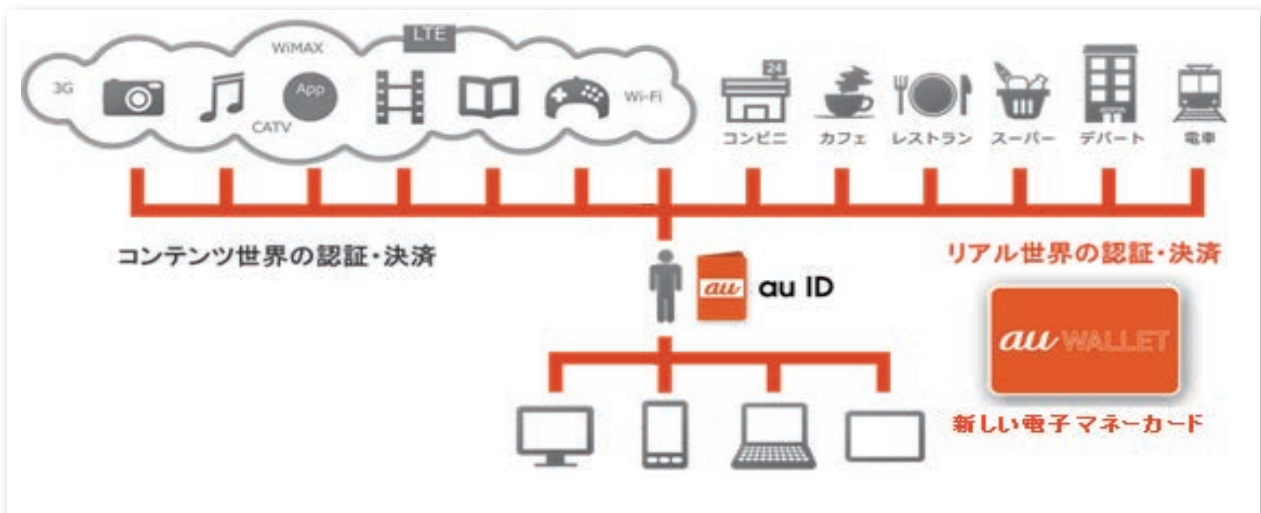 WiMAX
LTE
3G
App
Wi-Fi
CATV
24
コンビニ
カフェ
レストラン
スーパー
デパート
電車
コンテンツ世界の認証・決済
リアル世界の認証・決済
au
au ID
au WALLET
新しい電子マネーカード